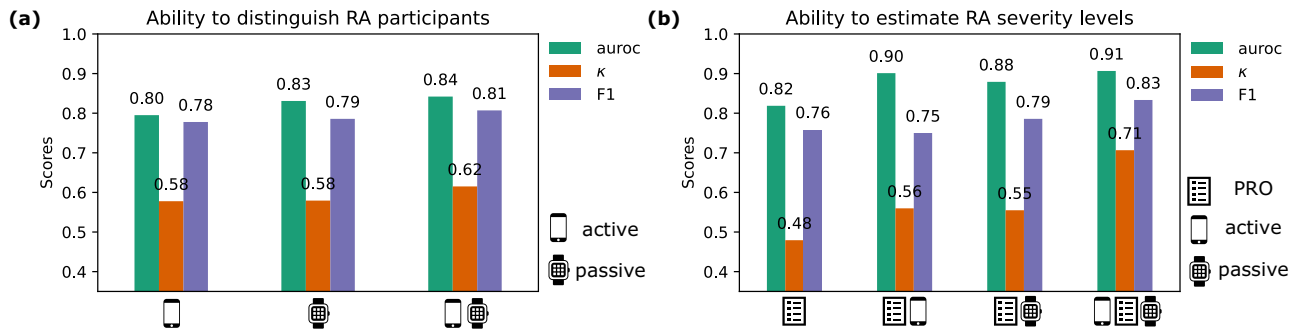 (a)
Ability to distinguish RA participants
1.0
0.9
0.8
0.7
0.6
0.5
0.4
Scores
0.80
0.58
0.78
0.83
0.58
0.79
0.84
0.62
0.81
auroc
κ
F1
active
passive
(b)
Ability to estimate RA severity levels
1.0
0.9
0.8
0.7
0.6
0.5
0.4
Scores
0.82
0.48
0.76
0.90
0.56
0.75
0.88
0.55
0.79
0.91
0.71
0.83
auroc
κ
F1
PRO
active
passive